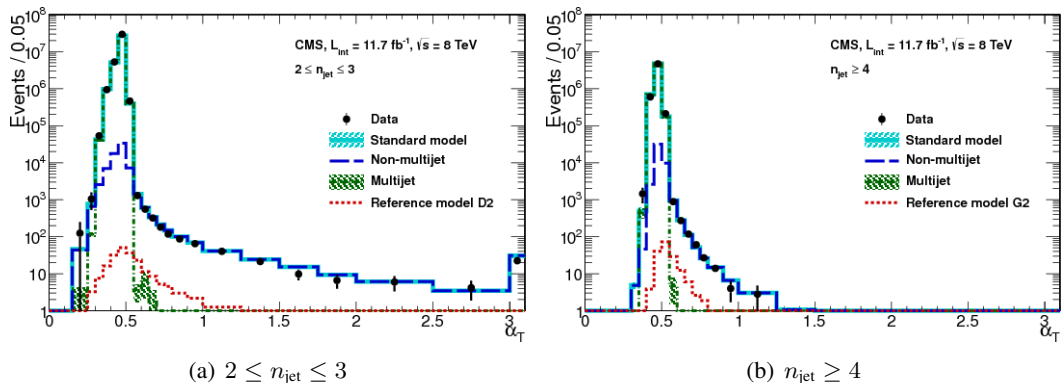 Events / 0.05
10⁸
10⁷
10⁶
10⁵
10⁴
10³
10²
10
1
CMS, L_int = 11.7 fb⁻¹, √s = 8 TeV
2 ≤ n_jet ≤ 3
Data
Standard model
Non-multijet
Multijet
Reference model D2
0 0.5 1 1.5 2 2.5 3
α_T
(a) 2 ≤ n_jet ≤ 3
Events / 0.05
10⁸
10⁷
10⁶
10⁵
10⁴
10³
10²
10
1
CMS, L_int = 11.7 fb⁻¹, √s = 8 TeV
n_jet ≥ 4
Data
Standard model
Non-multijet
Multijet
Reference model G2
0 0.5 1 1.5 2 2.5 3
α_T
(b) n_jet ≥ 4